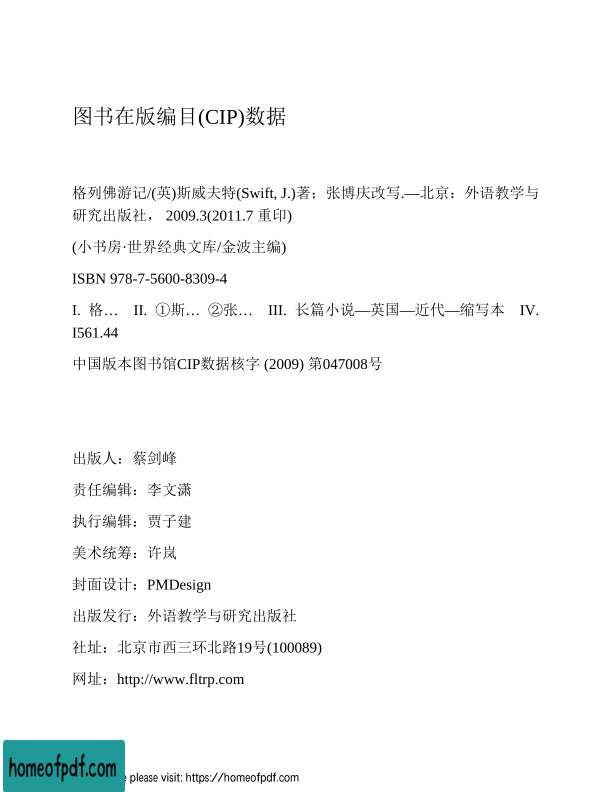 图书在版编目(CIP)数据
格列佛游记/(英)斯威夫特(Swift, J.)著；张博庆改写.—北京：外语教学与
研究出版社， 2009.3(2011.7 重印)
(小书房·世界经典文库/金波主编)
ISBN 978-7-5600-8309-4
I. 格… II. ①斯… ②张… III. 长篇小说—英国—近代—缩写本 IV.
I561.44
中国版本图书馆CIP数据核字 (2009) 第047008号
出版人：蔡剑峰
责任编辑：李文潇
执行编辑：贾子建
美术统筹：许岚
封面设计：PMDesign
出版发行：外语教学与研究出版社
社址：北京市西三环北路19号(100089)
网址：http://www.fltrp.com
homeofpdf.com
please visit: https://homeofpdf.com